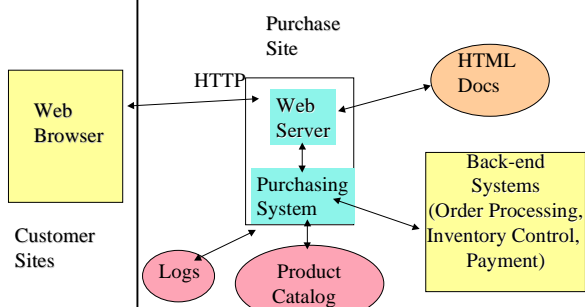 Purchase
Site
HTTP
Web
Browser
Web
Server
HTML
Docs
Purchasing
System
Back-end
Systems
(Order Processing,
Inventory Control,
Payment)
Customer
Sites
Logs
Product
Catalog